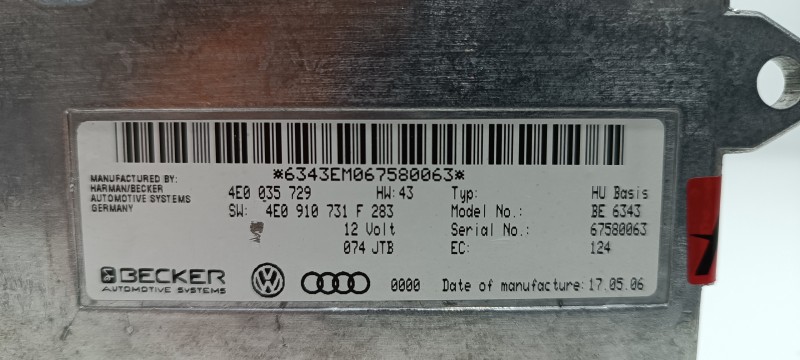 *6343EM067580063*
MANUFACTURED BY:
HARMAN/BECKER
AUTOMOTIVE SYSTEMS
GERMANY
4E0 035 729 HW: 43 Typ: HU Basis
SW: 4E0 910 731 F 283 Model No.: BE 6343
12 Volt Serial No.: 67580063
074 JTB EC: 124
BECKER
AUTOMOTIVE SYSTEMS
0000 Date of manufacture: 17.05.06